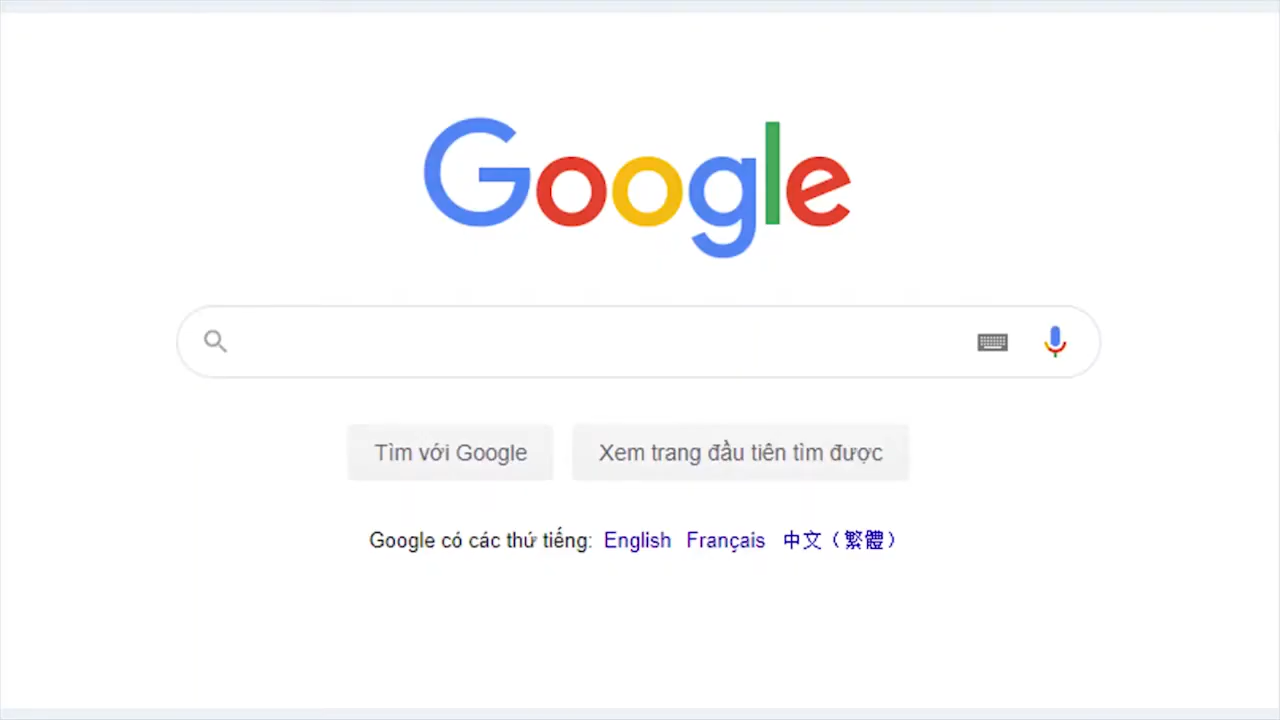 Google
Tìm với Google
Xem trang đầu tiên tìm được
Google có các thứ tiếng: English Français 中文（繁體）